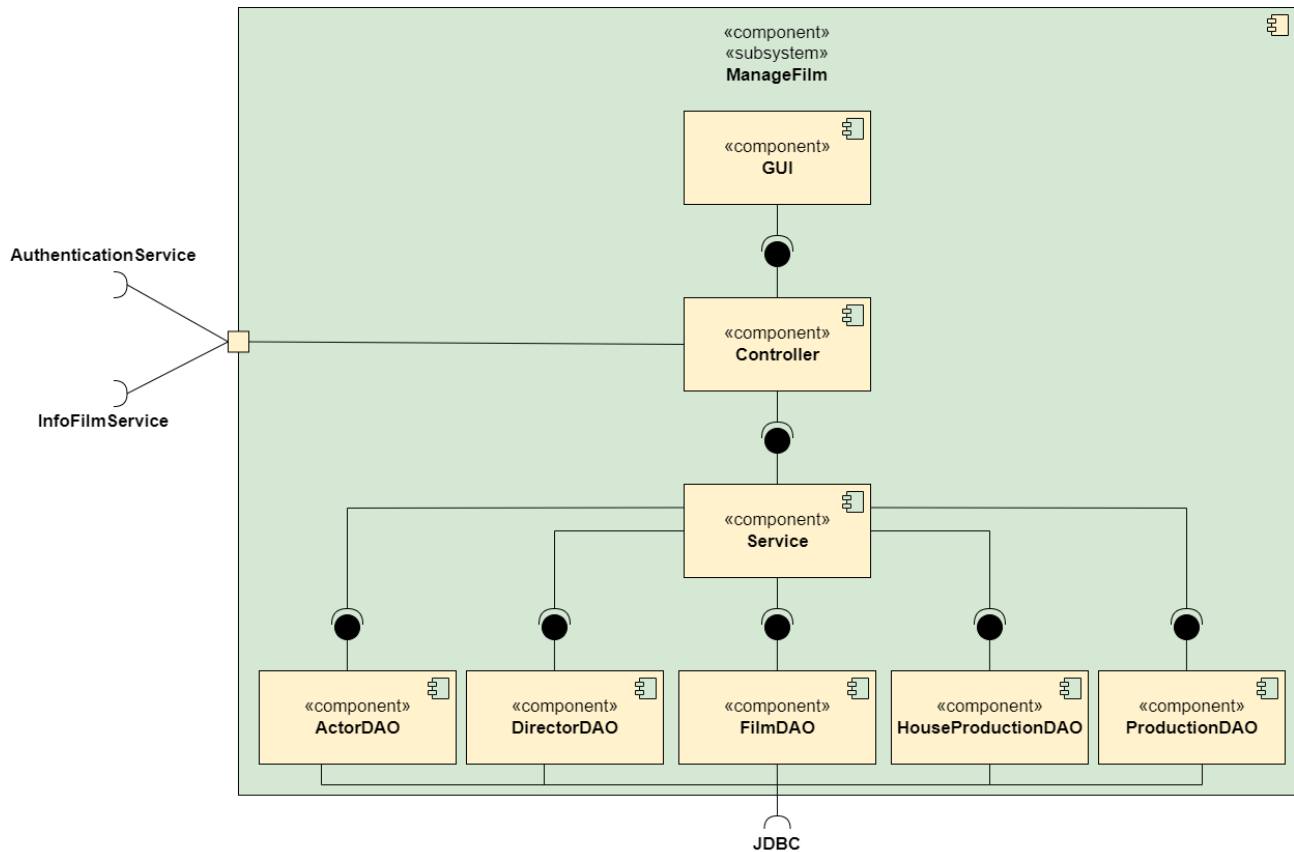 «component»
«subsystem»
ManageFilm
«component»
GUI
AuthenticationService
«component»
Controller
InfoFilmService
«component»
Service
«component»
ActorDAO
«component»
DirectorDAO
«component»
FilmDAO
«component»
HouseProductionDAO
«component»
ProductionDAO
JDBC